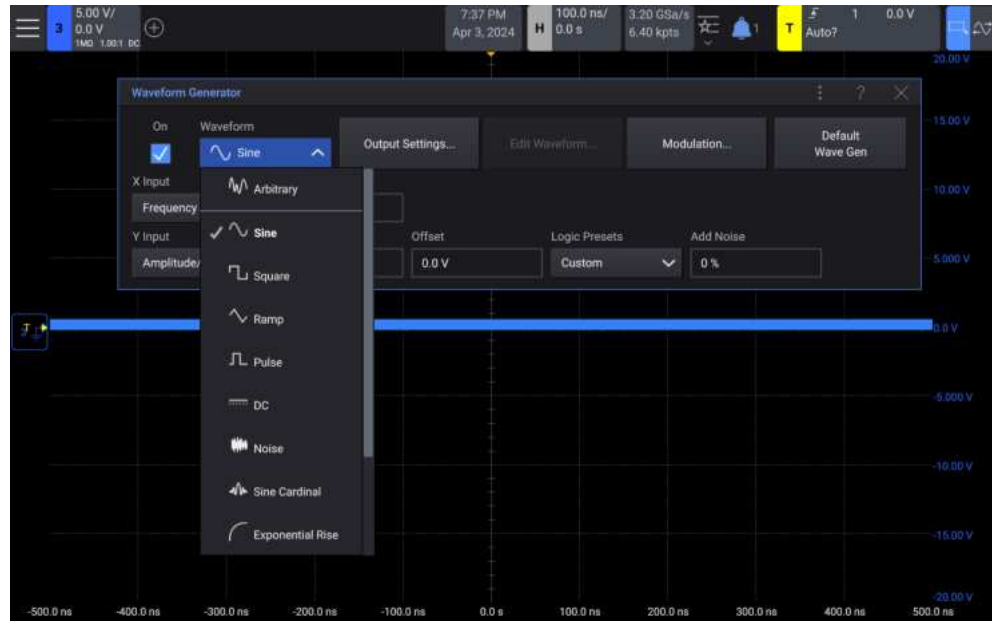 3
5.00 V/
0.0 V
1MΩ 1.00:1 DC
7:37 PM
Apr 3, 2024
H
100.0 ns/
0.0 s
3.20 GSa/s
6.40 kpts
1
T
Auto?
1
0.0 V
20.00 V
Waveform Generator
?
On
Waveform
Sine
Output Settings...
Edit Waveform...
Modulation...
Default
Wave Gen
15.00 V
X Input
Frequency
10.00 V
Y Input
Amplitude/
Offset
0.0 V
Logic Presets
Custom
Add Noise
0 %
5.000 V
Arbitrary
Sine
Square
Ramp
Pulse
DC
Noise
Sine Cardinal
Exponential Rise
T
0.0 V
-5.000 V
-10.00 V
-15.00 V
-20.00 V
-500.0 ns -400.0 ns -300.0 ns -200.0 ns -100.0 ns 0.0 s 100.0 ns 200.0 ns 300.0 ns 400.0 ns 500.0 ns